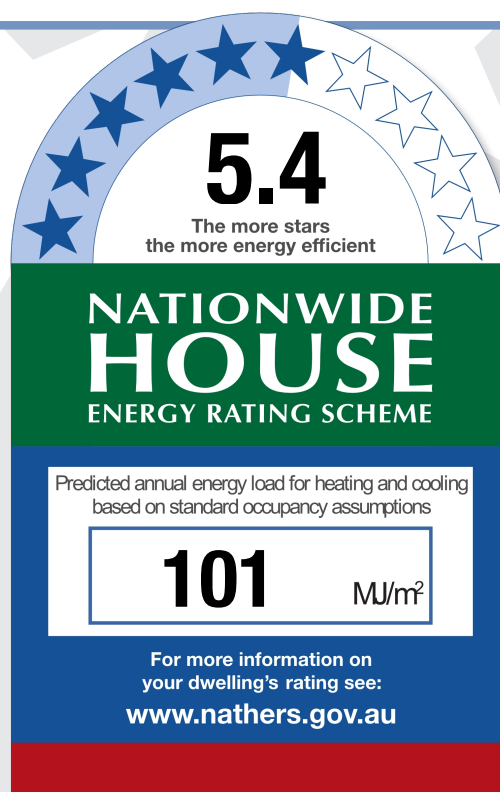 5.4
The more stars
the more energy efficient
NATIONWIDE
HOUSE
ENERGY RATING SCHEME
Predicted annual energy load for heating and cooling
based on standard occupancy assumptions
101 MJ/m²
For more information on
your dwelling's rating see:
www.nathers.gov.au